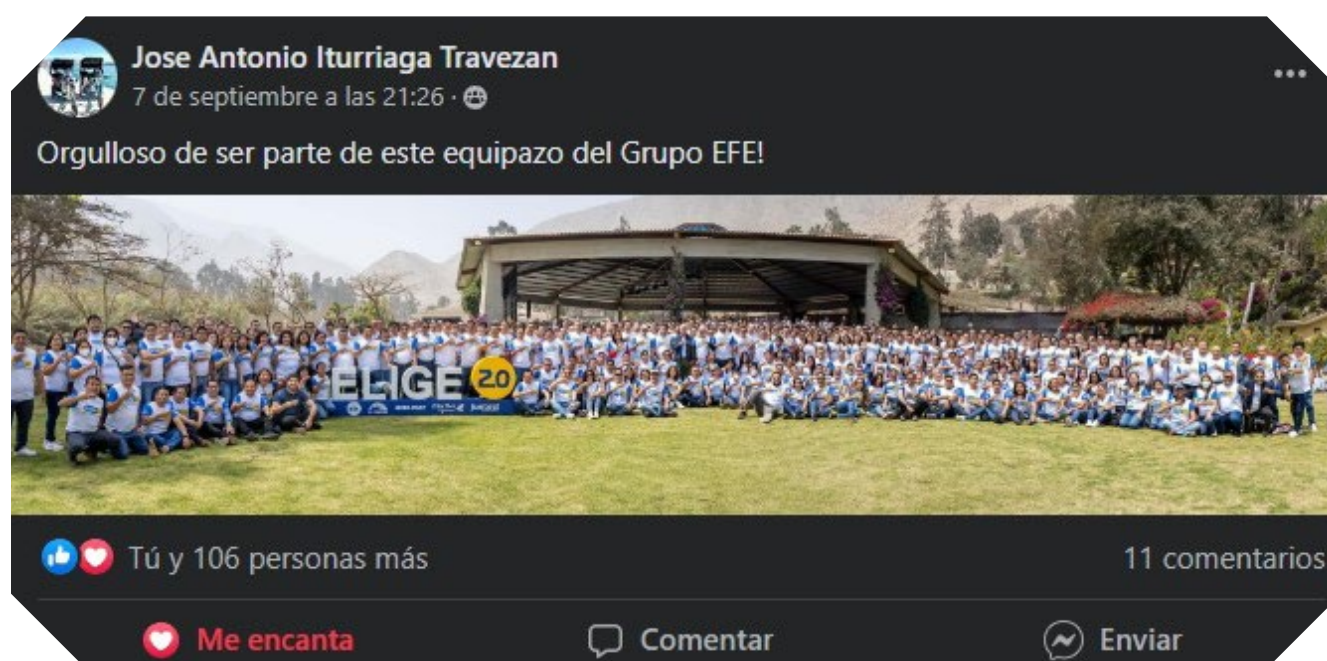 Jose Antonio Iturriaga Travezan
7 de septiembre a las 21:26 ·
Orgulloso de ser parte de este equipazo del Grupo EFE!
ELIGE 2.0
Tú y 106 personas más
11 comentarios
Me encanta
Comentar
Enviar